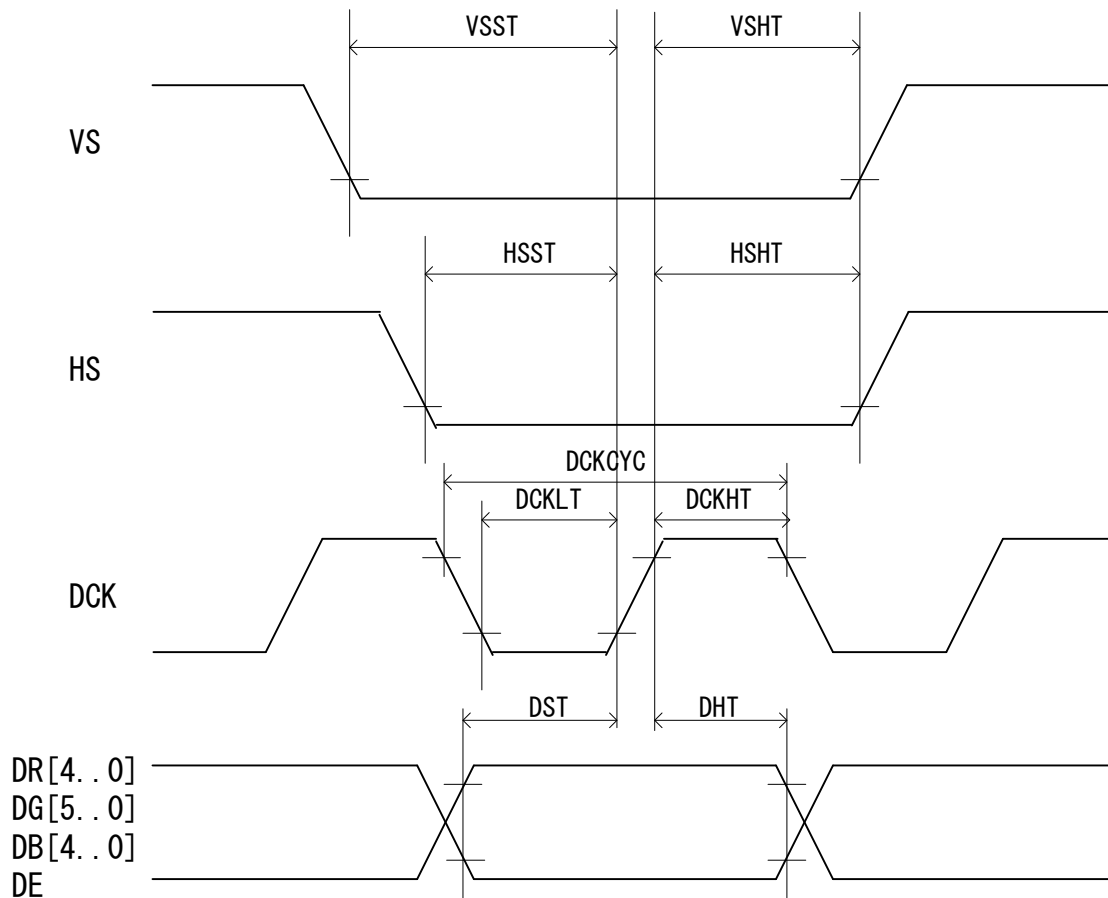 VSST VSHT
VS
HSST HSHT
HS
DCKCYC
DCKLT DCKHT
DCK
DST DHT
DR[4..0]
DG[5..0]
DB[4..0]
DE